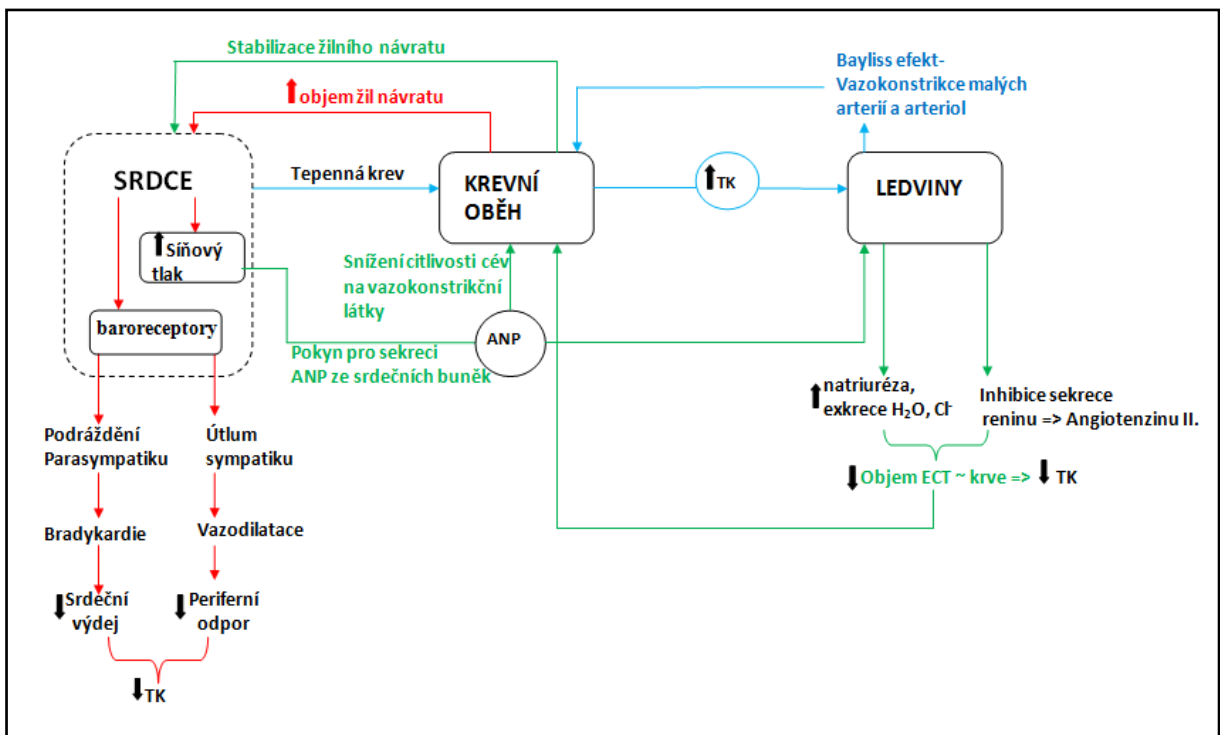 Stabilizace žilního návratu
objem žil návratu
Bayliss efekt-
Vazokonstrikce malých
arterií a arteriol
SRDCE
Tepenná krev
KREVNÍ
OBĚH
TK
LEDVINY
Síňový
tlak
Snížení citlivosti cév
na vazokonstrikční
látky
baroreceptory
ANP
Pokyn pro sekreci
ANP ze srdečních buněk
natriuréza,
exkrece H₂O, Cl⁻
Inhibice sekrece
reninu => Angiotenzinu II.
Podráždění
Parasympatiku
Útlum
sympatiku
Objem ECT ~ krve => TK
Bradykardie
Vazodilatace
Srdeční
výdej
Periferní
odpor
TK